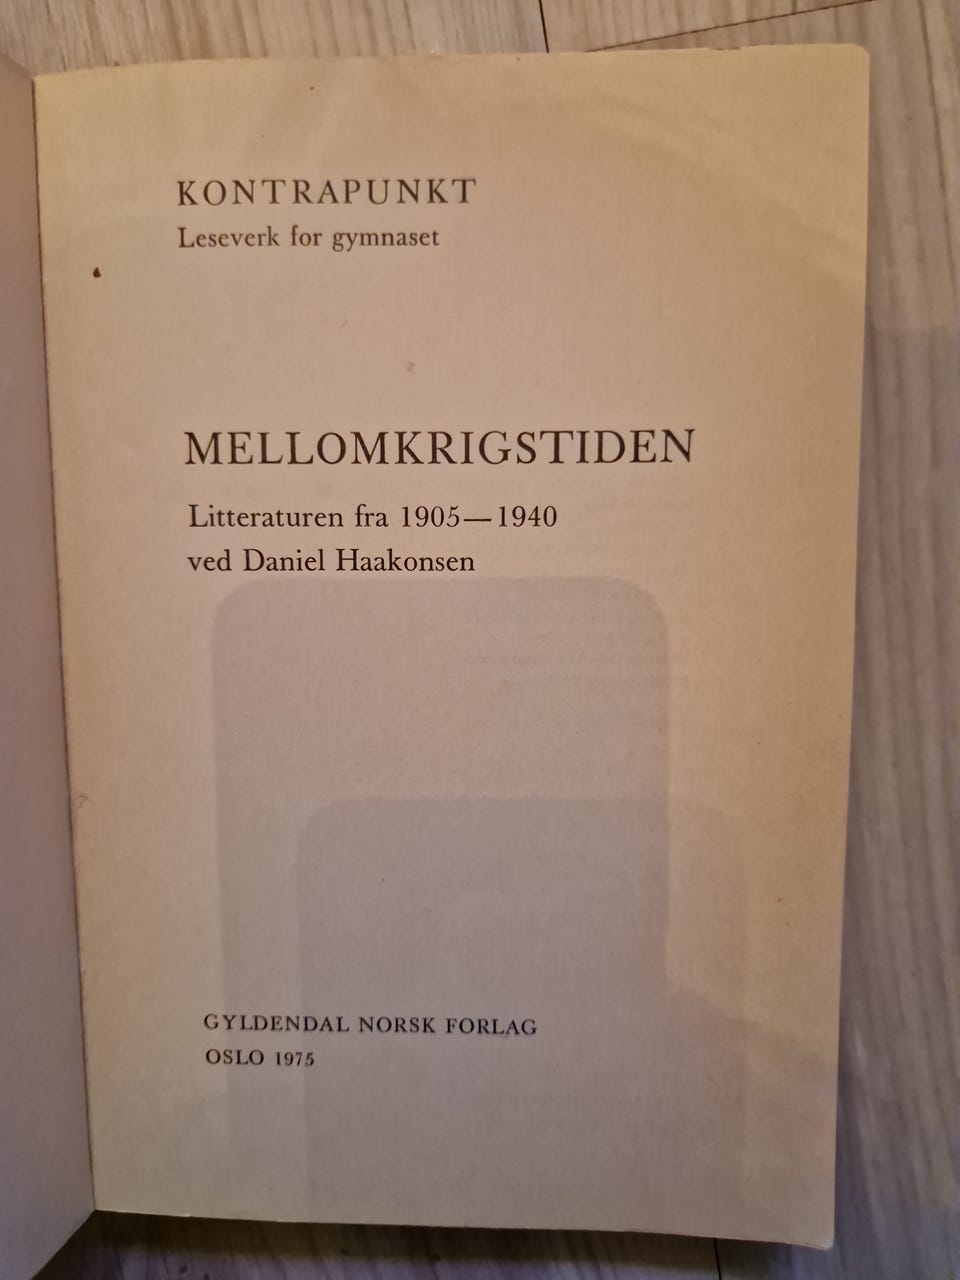 KONTRAPUNKT
Leseverk for gymnaset
MELLOMKRIGSTIDEN
Litteraturen fra 1905—1940
ved Daniel Haakonsen
GYLDENDAL NORSK FORLAG
OSLO 1975